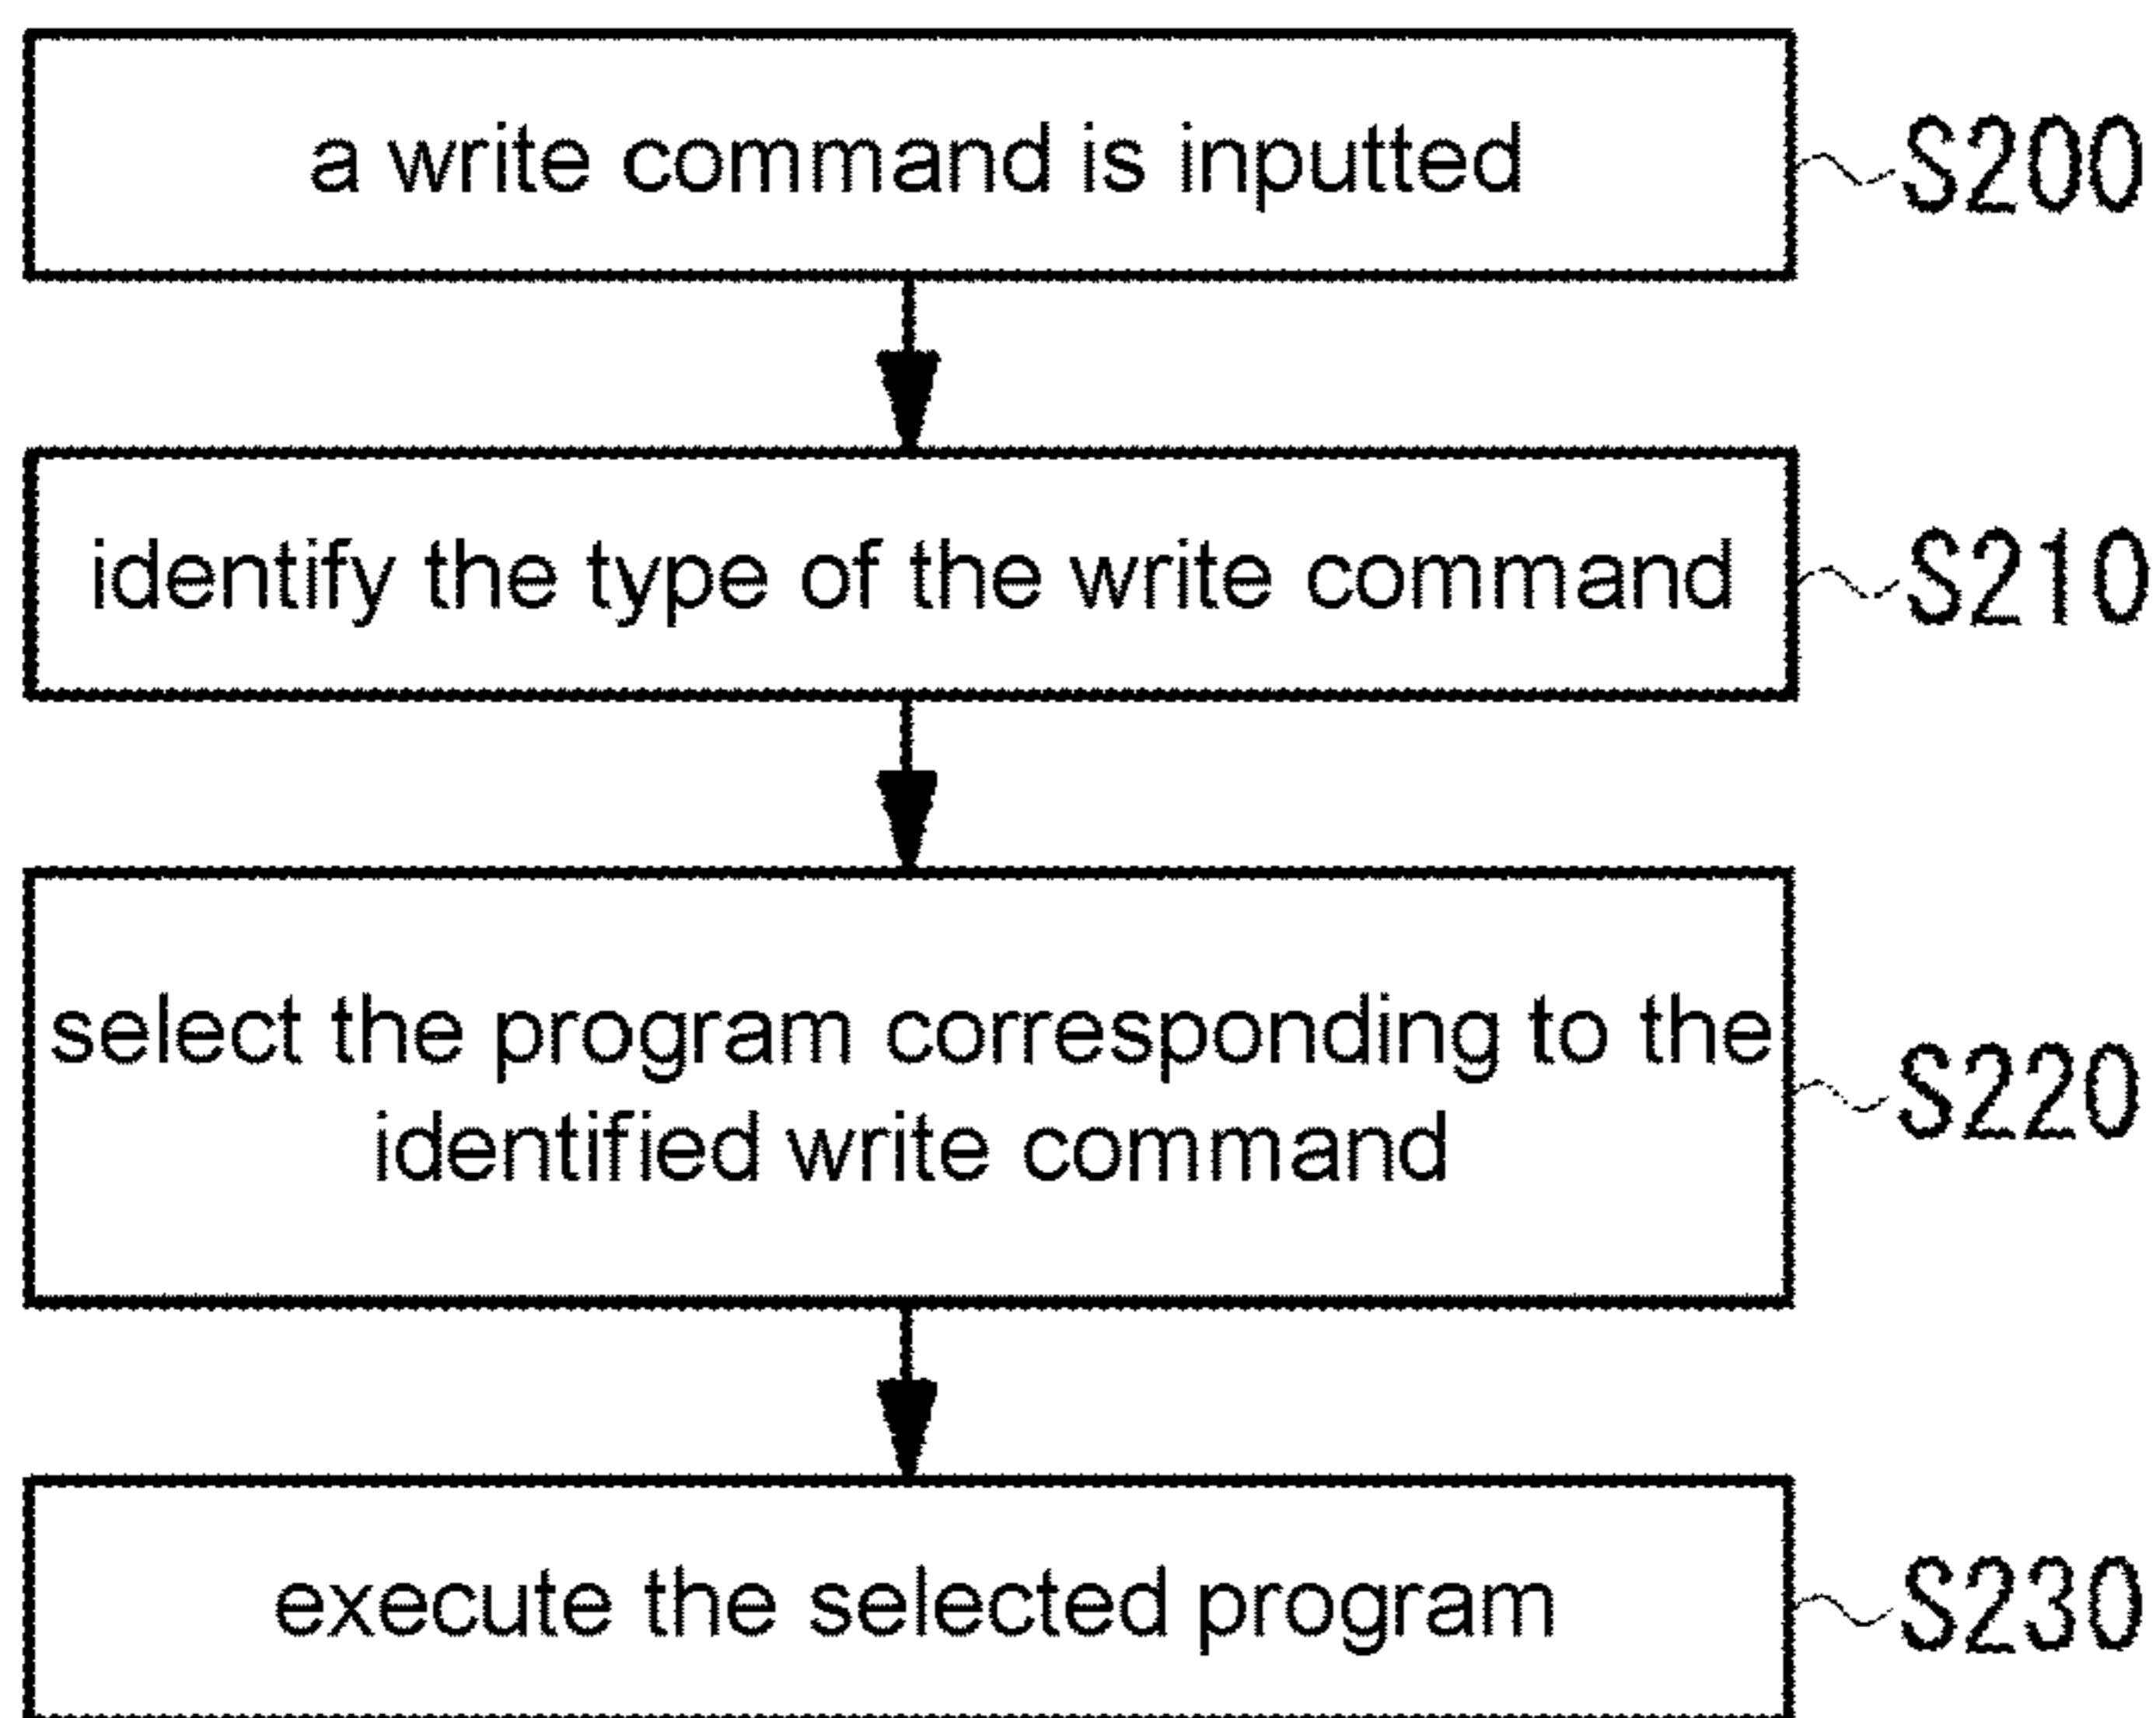 a write command is inputted
S200
identify the type of the write command
S210
select the program corresponding to the
identified write command
S220
execute the selected program
S230